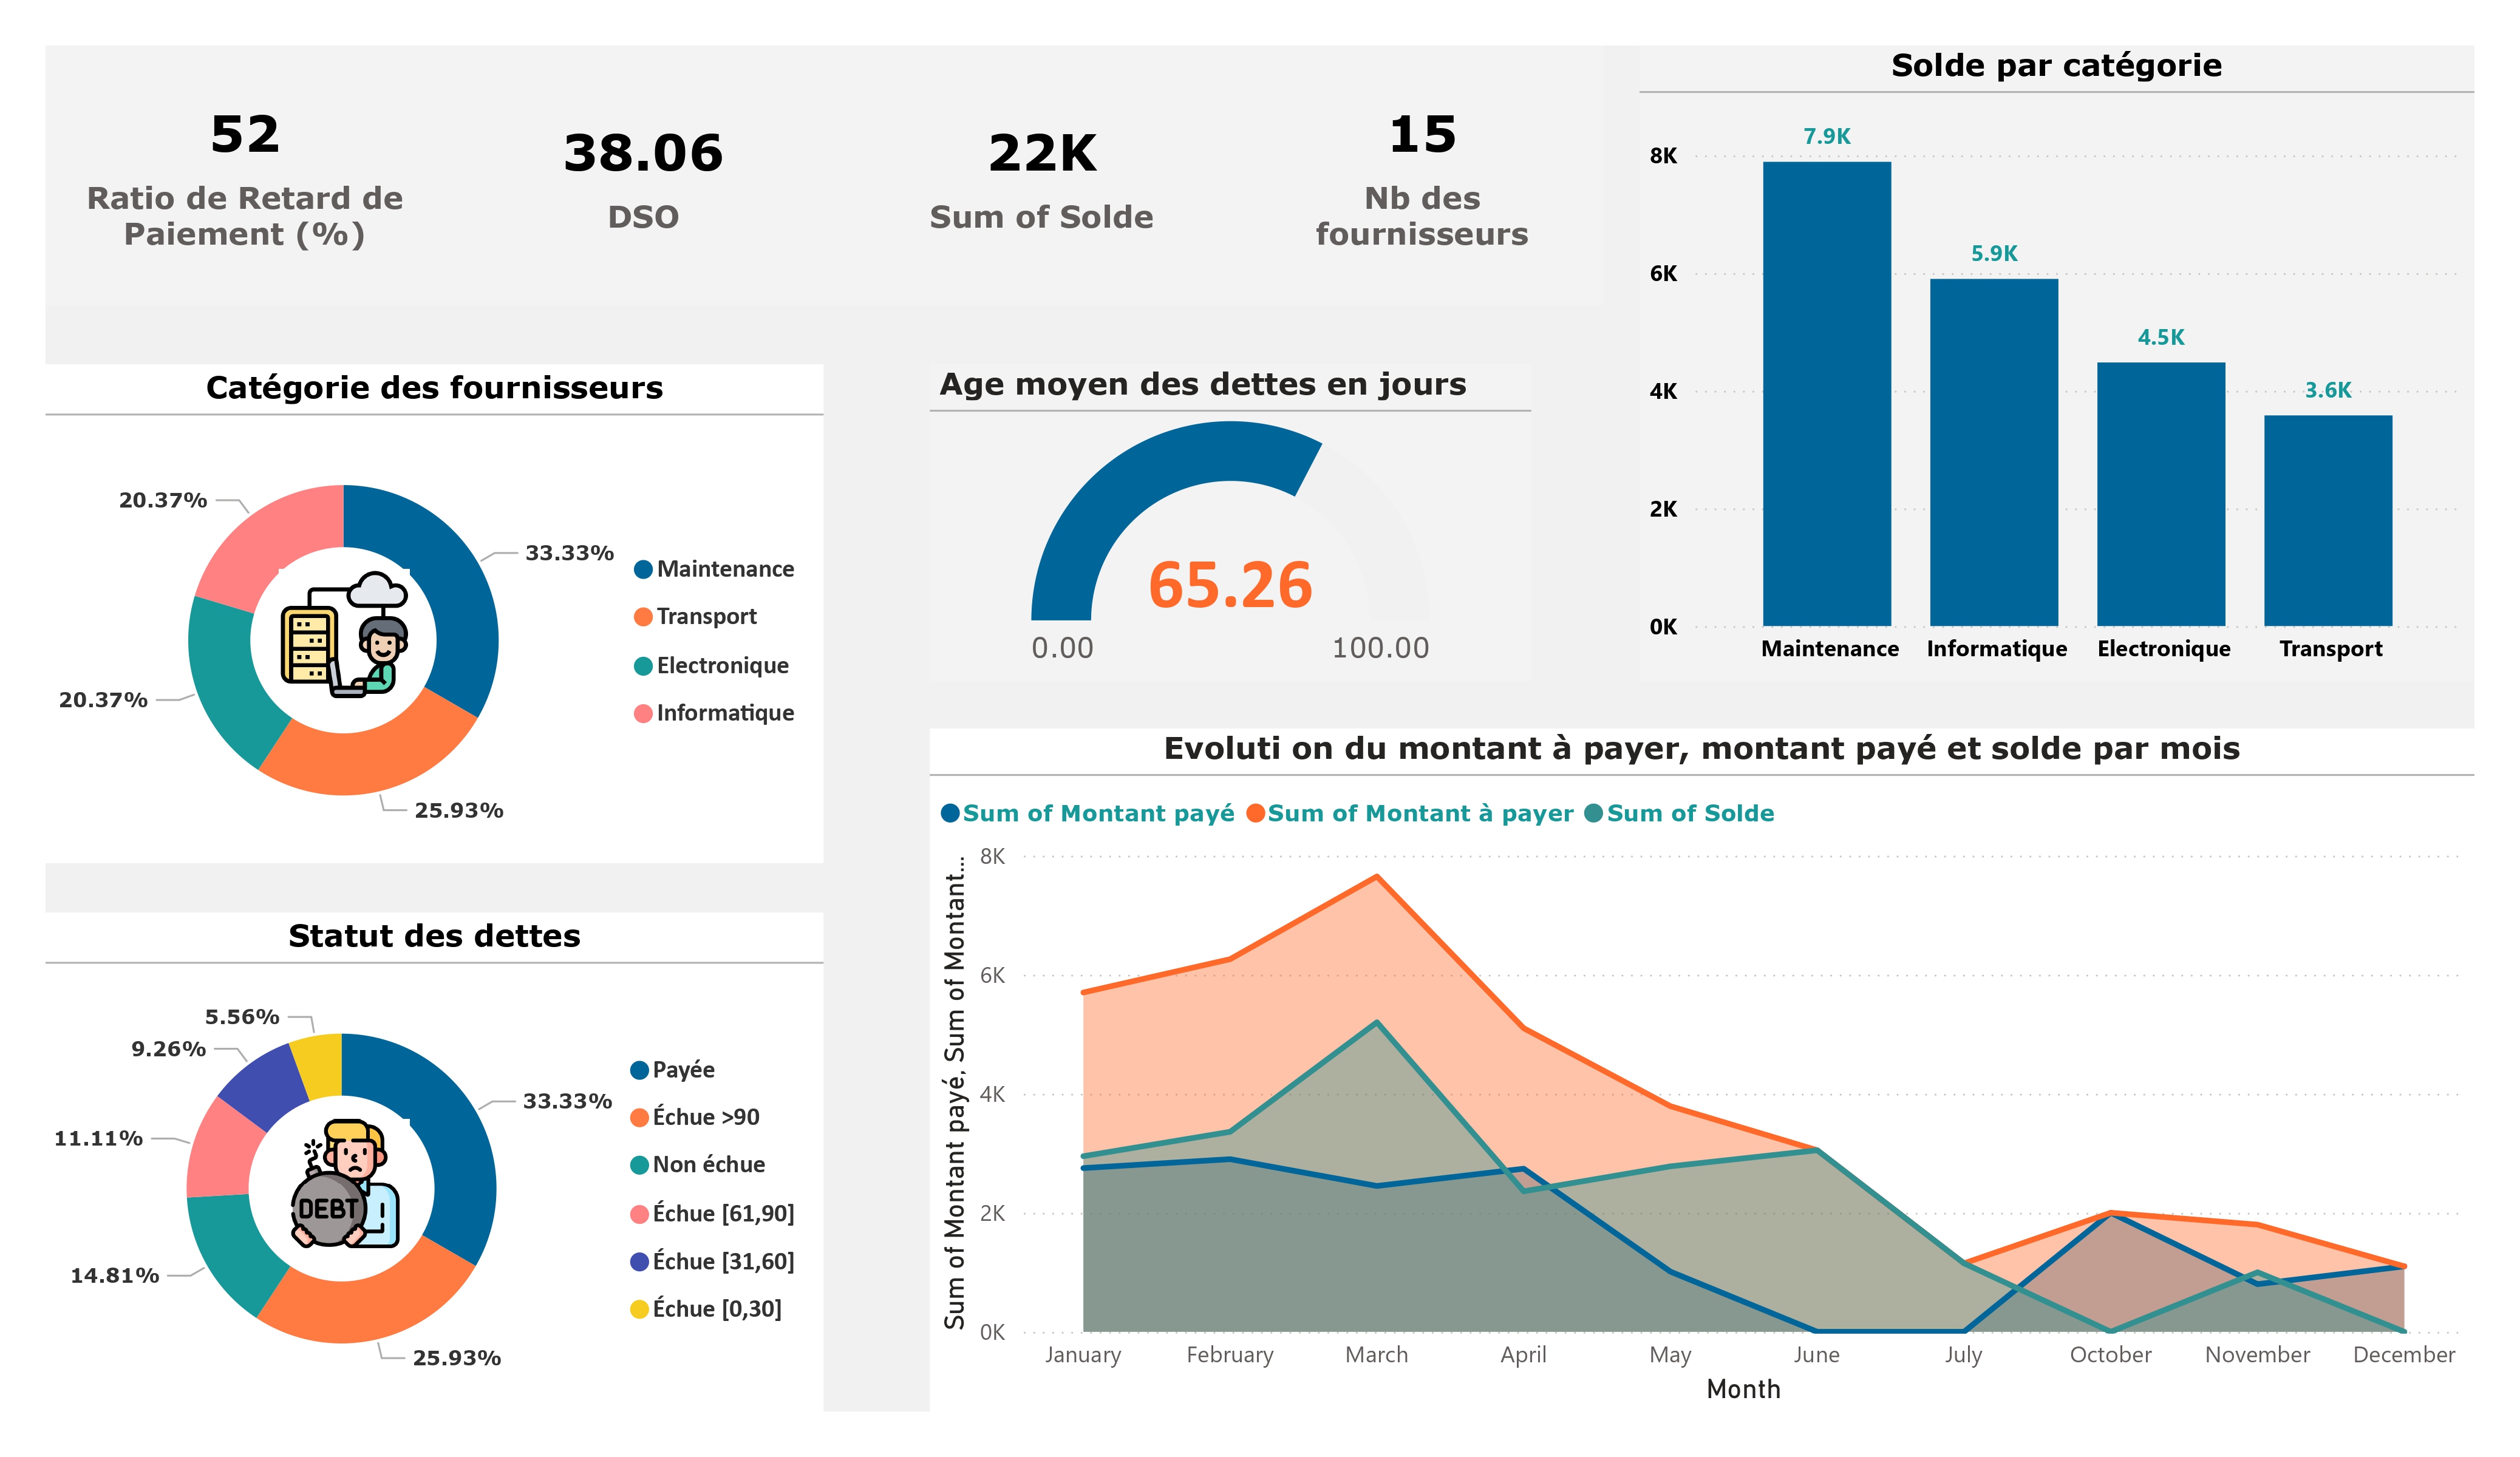 52
Ratio de Retard de
Paiement (%)
38.06
DSO
22K
Sum of Solde
15
Nb des
fournisseurs
Solde par catégorie
8K
6K
4K
2K
0K
7.9K
5.9K
4.5K
3.6K
Maintenance
Informatique
Electronique
Transport
Catégorie des fournisseurs
20.37%
33.33%
20.37%
25.93%
Maintenance
Transport
Electronique
Informatique
Age moyen des dettes en jours
65.26
0.00
100.00
Statut des dettes
5.56%
9.26%
33.33%
11.11%
14.81%
25.93%
DEBT
Payée
Échue >90
Non échue
Échue [61,90]
Échue [31,60]
Échue [0,30]
Evoluti on du montant à payer, montant payé et solde par mois
Sum of Montant payé
Sum of Montant à payer
Sum of Solde
Sum of Montant payé, Sum of Montant...
8K
6K
4K
2K
0K
January
February
March
April
May
June
July
October
November
December
Month